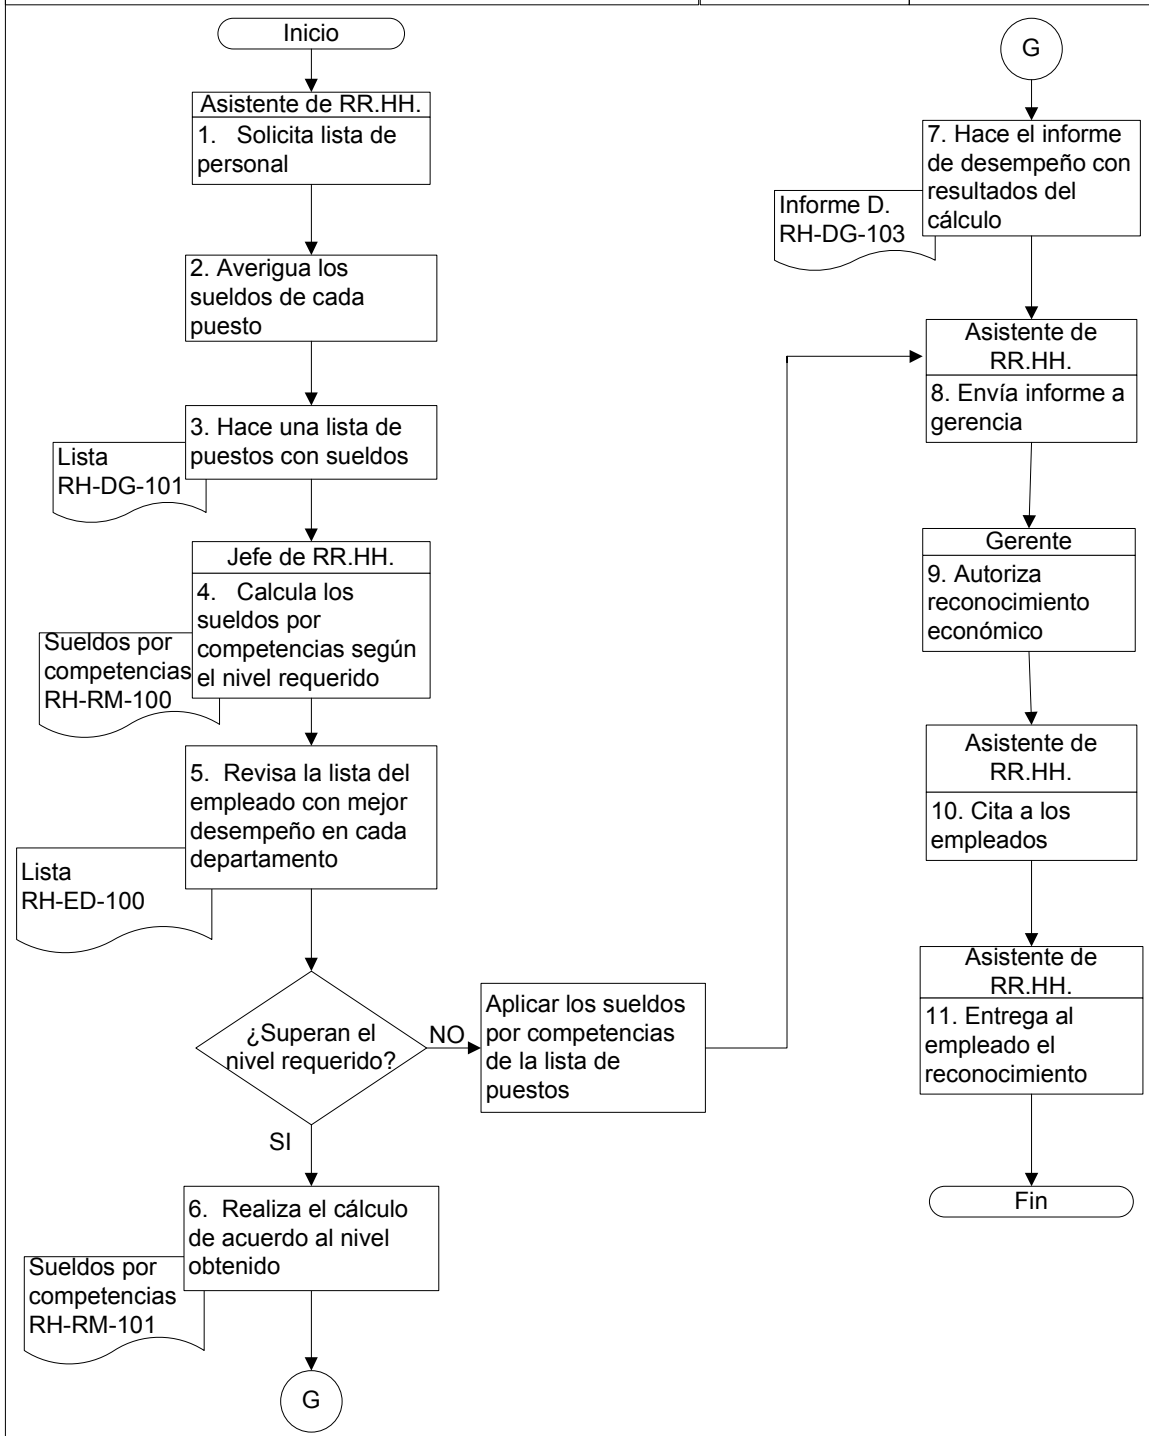 Inicio
Asistente de RR.HH.
1. Solicita lista de
personal
2. Averigua los
sueldos de cada
puesto
3. Hace una lista de
puestos con sueldos
Lista
RH-DG-101
Jefe de RR.HH.
4. Calcula los
sueldos por
competencias según
el nivel requerido
Sueldos por
competencias
RH-RM-100
5. Revisa la lista del
empleado con mejor
desempeño en cada
departamento
Lista
RH-ED-100
¿Superan el
nivel requerido?
NO
Aplicar los sueldos
por competencias
de la lista de
puestos
SI
6. Realiza el cálculo
de acuerdo al nivel
obtenido
Sueldos por
competencias
RH-RM-101
G
G
7. Hace el informe
de desempeño con
resultados del
cálculo
Informe D.
RH-DG-103
Asistente de
RR.HH.
8. Envía informe a
gerencia
Gerente
9. Autoriza
reconocimiento
económico
Asistente de
RR.HH.
10. Cita a los
empleados
Asistente de
RR.HH.
11. Entrega al
empleado el
reconocimiento
Fin